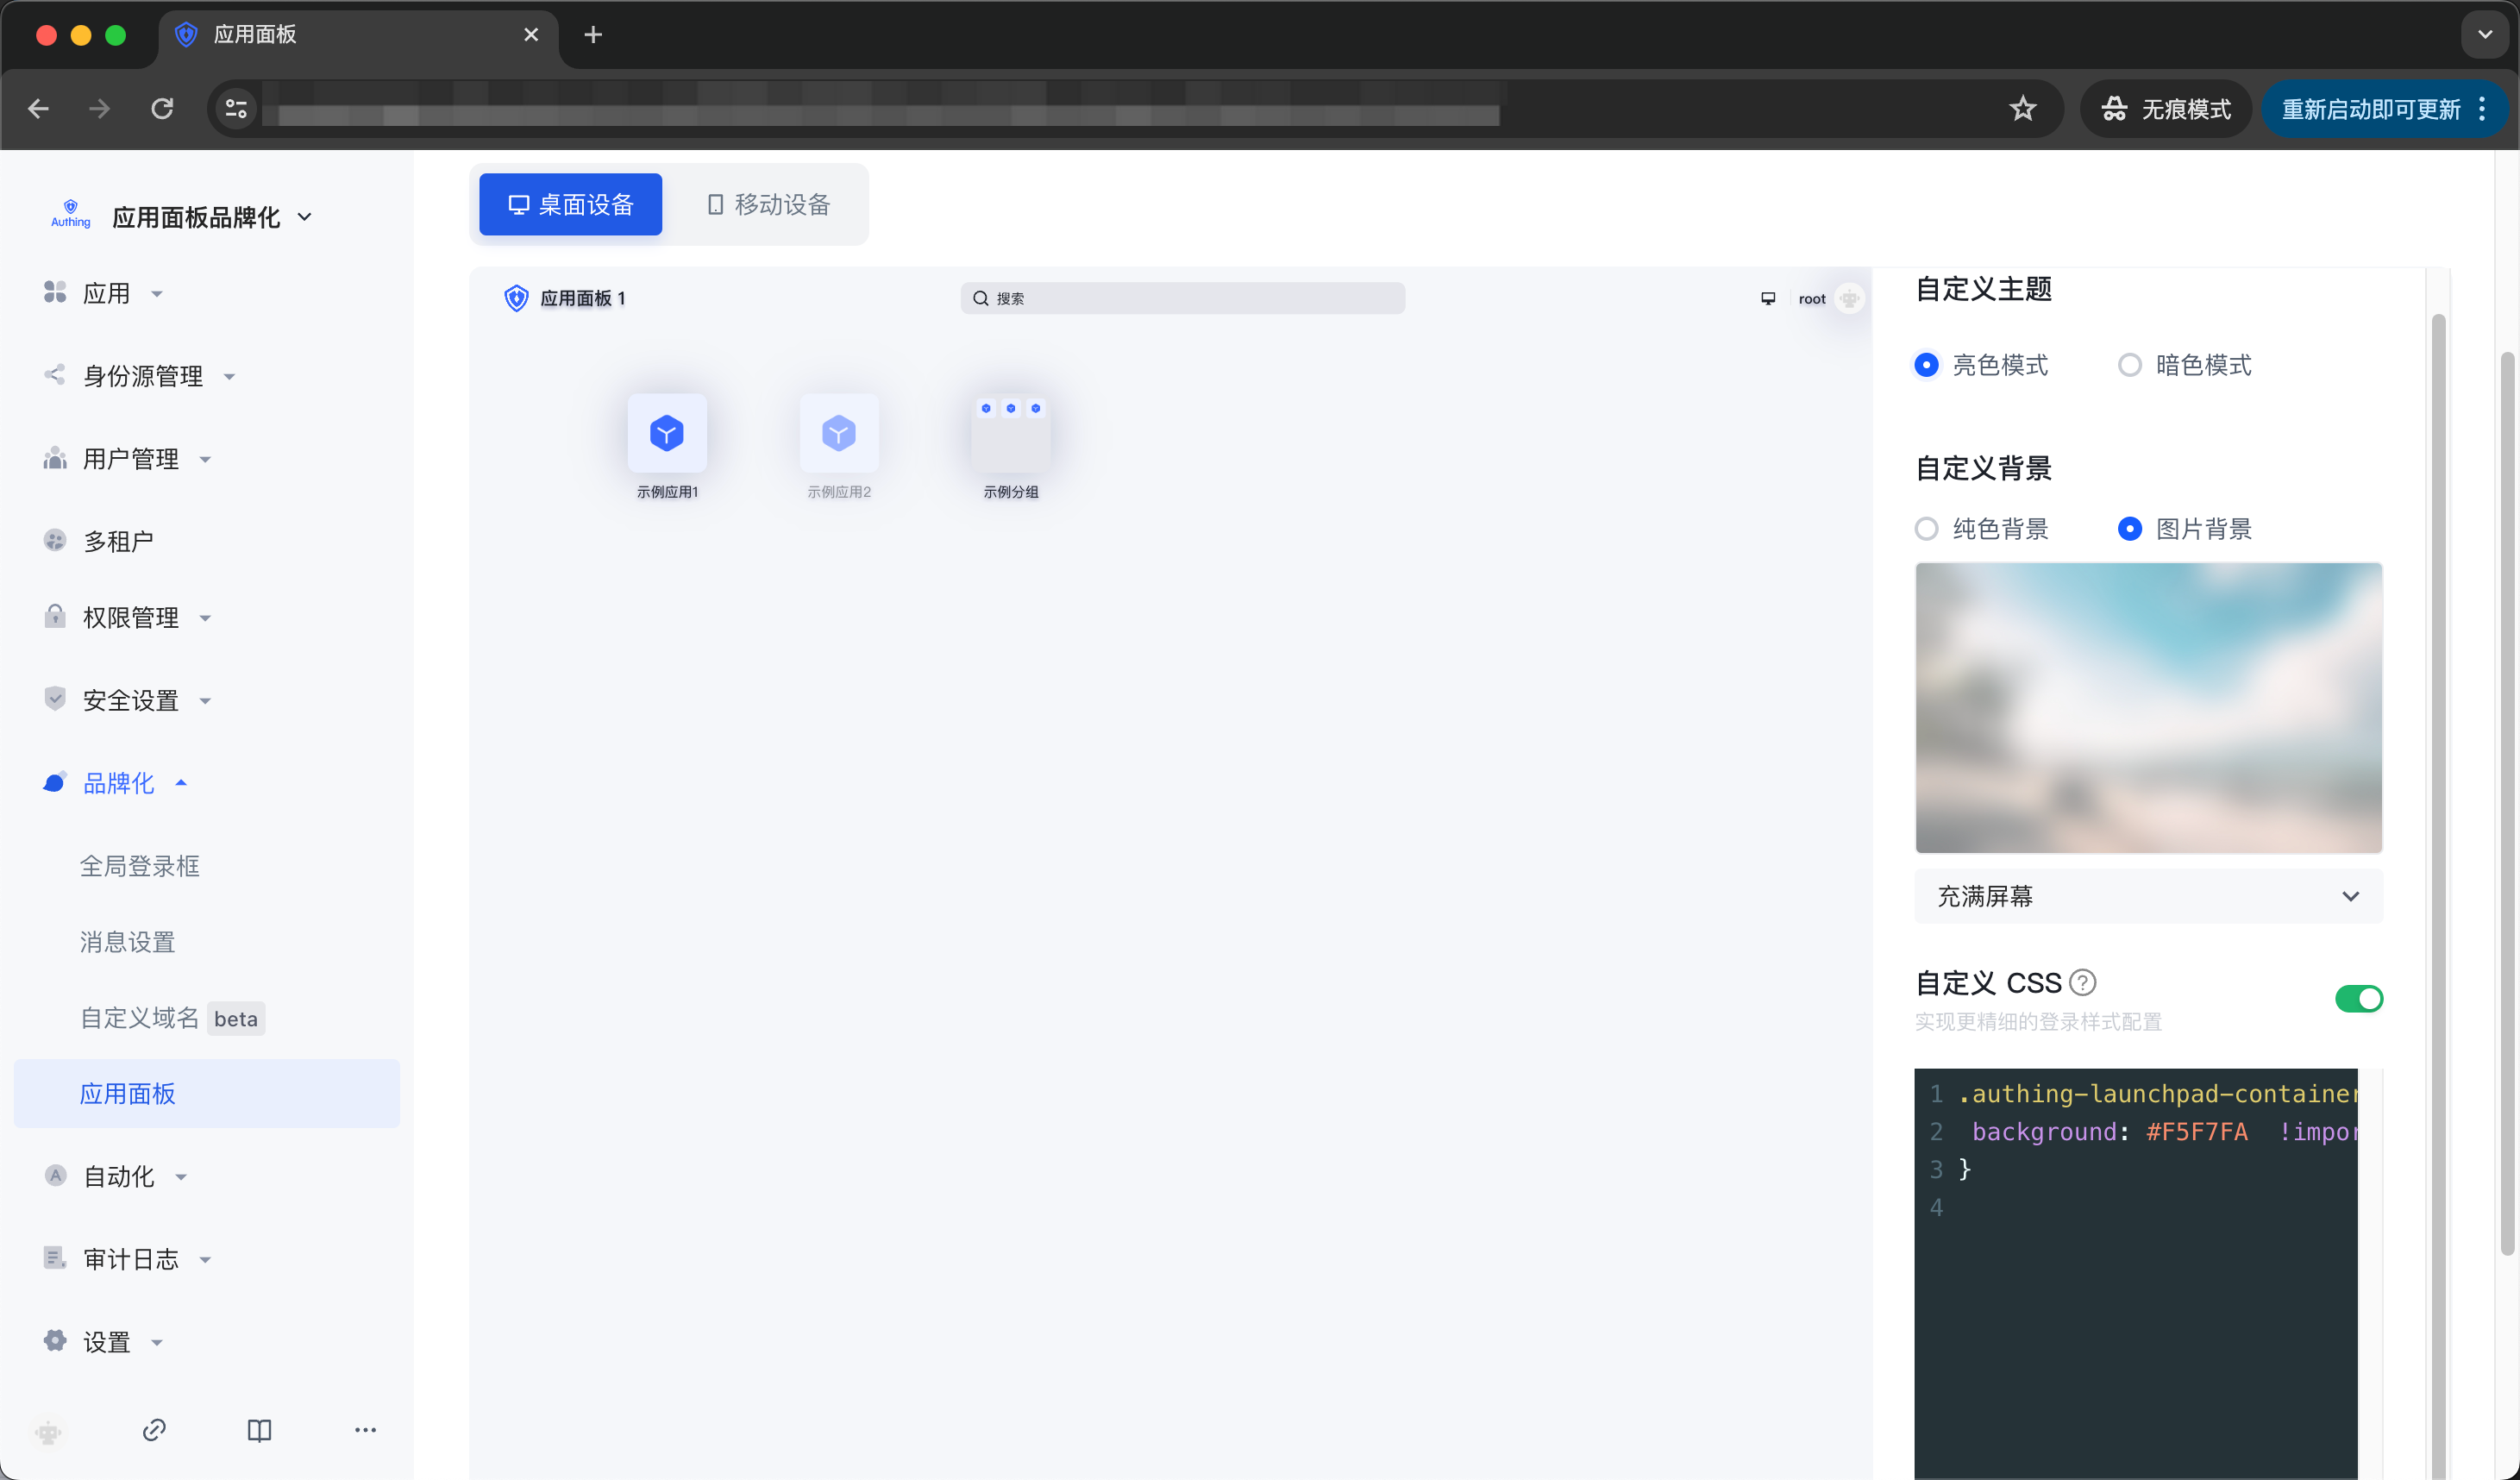 应用面板
无痕模式
重新启动即可更新
Authing
应用面板品牌化
应用
身份源管理
用户管理
多租户
权限管理
安全设置
品牌化
全局登录框
消息设置
自定义域名 beta
应用面板
自动化
审计日志
设置
桌面设备
移动设备
应用面板 1
搜索
root
示例应用1
示例应用2
示例分组
自定义主题
亮色模式
暗色模式
自定义背景
纯色背景
图片背景
充满屏幕
自定义 CSS
实现更精细的登录样式配置
1 .authing-launchpad-container
2 background: #F5F7FA !impor
3 }
4